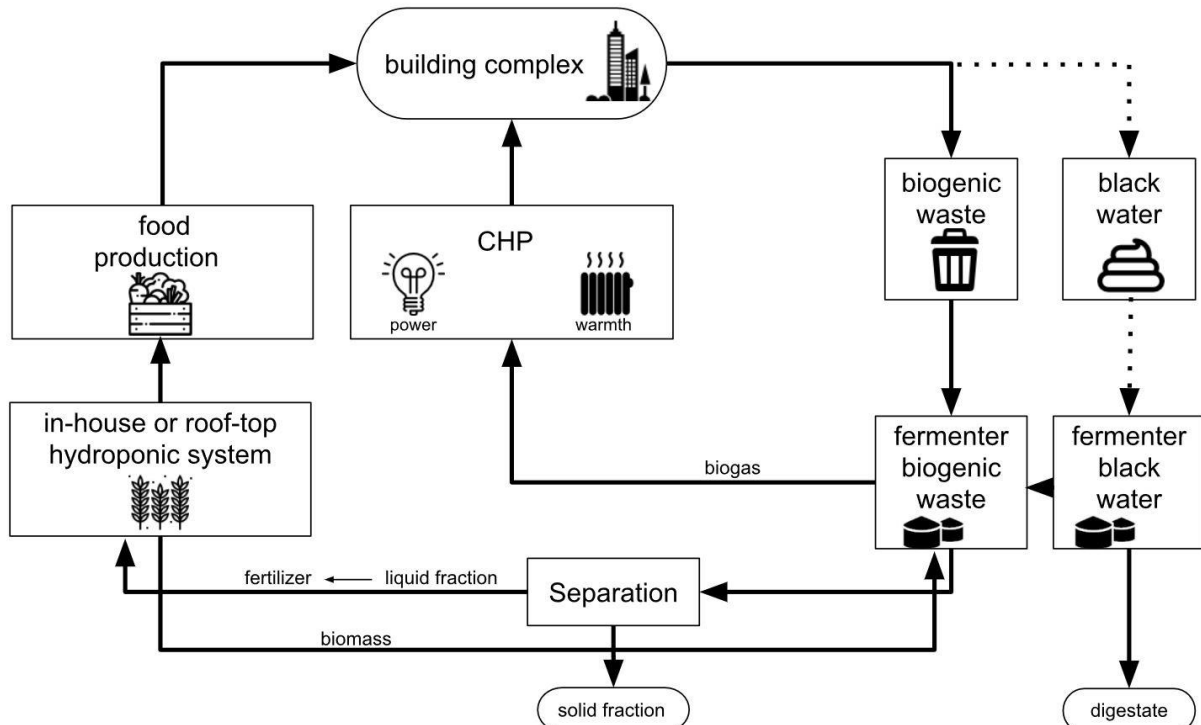 building complex
food
production
CHP
power
warmth
biogenic
waste
black
water
in-house or roof-top
hydroponic system
biogas
fermenter
biogenic
waste
fermenter
black
water
fertilizer
liquid fraction
Separation
biomass
solid fraction
digestate